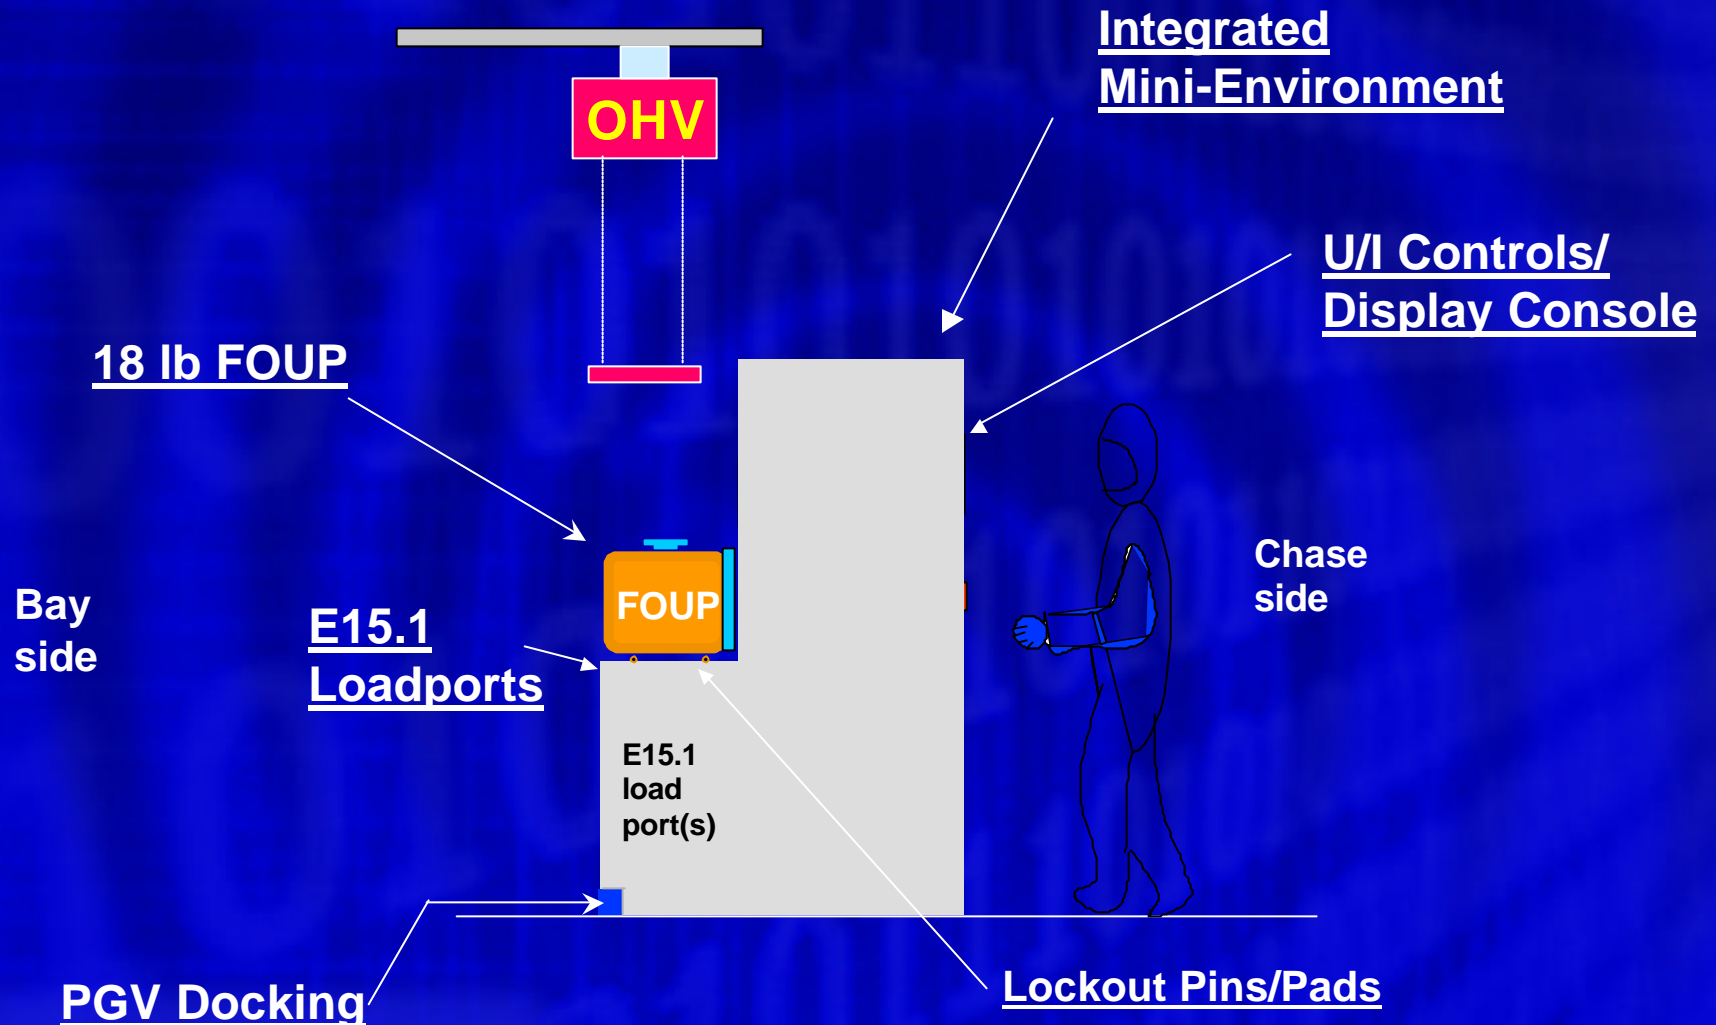 Integrated
Mini-Environment
OHV
U/I Controls/
Display Console
18 lb FOUP
Chase
side
Bay
side
FOUP
E15.1
Loadports
E15.1
load
port(s)
Lockout Pins/Pads
PGV Docking